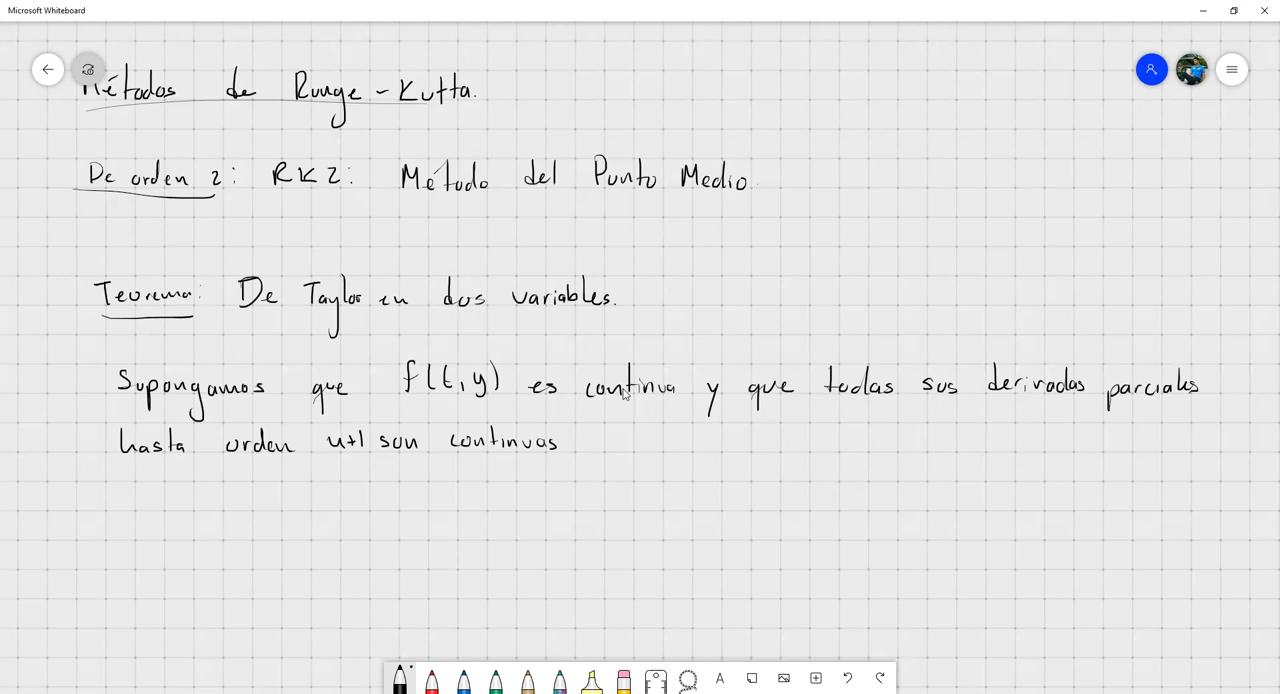 Microsoft Whiteboard
Métodos de Runge-Kutta.
De orden 2: RK2: Método del Punto Medio.
Teorema: De Taylor en dos variables.
Supongamos que f(t,y) es continua y que todas sus derivadas parciales
hasta orden n+1 son continuas
A